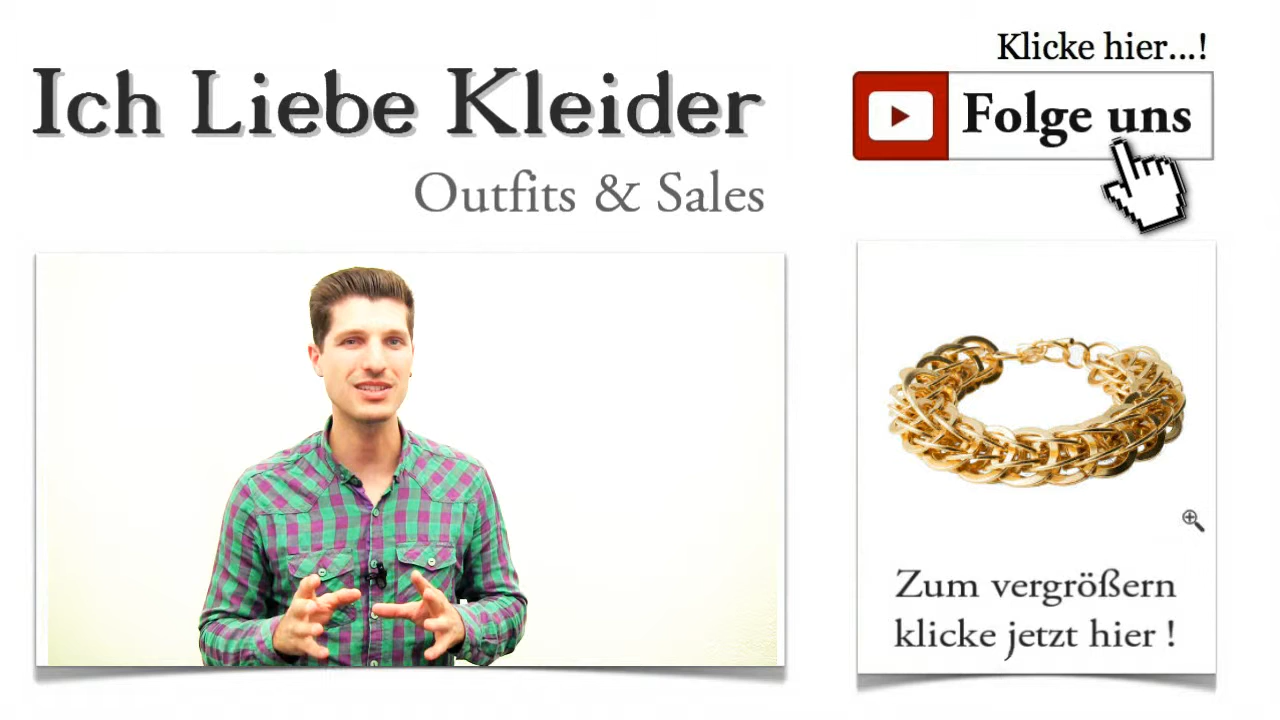 Ich Liebe Kleider
Outfits & Sales
Klicke hier...!
Folge uns
Zum vergrößern
klicke jetzt hier !